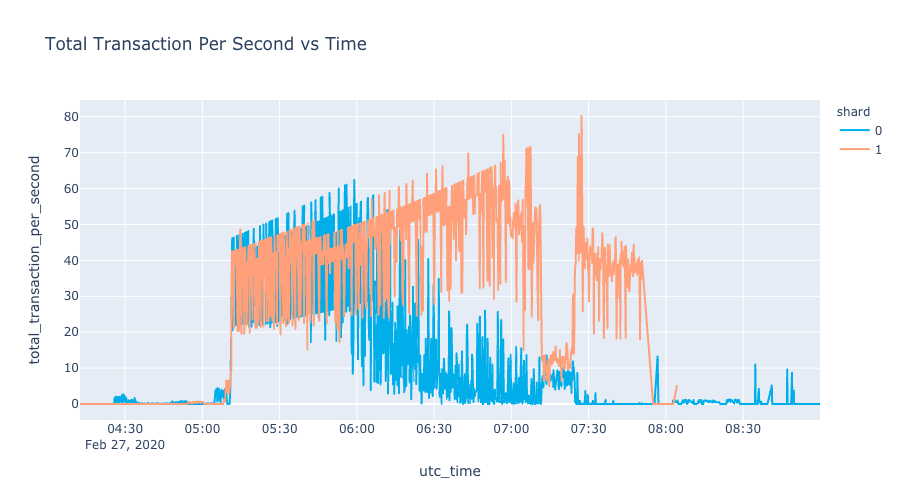 Total Transaction Per Second vs Time
shard
0
1
80
70
60
50
40
30
20
10
0
total_transaction_per_second
04:30 05:00 05:30 06:00 06:30 07:00 07:30 08:00 08:30
Feb 27, 2020
utc_time